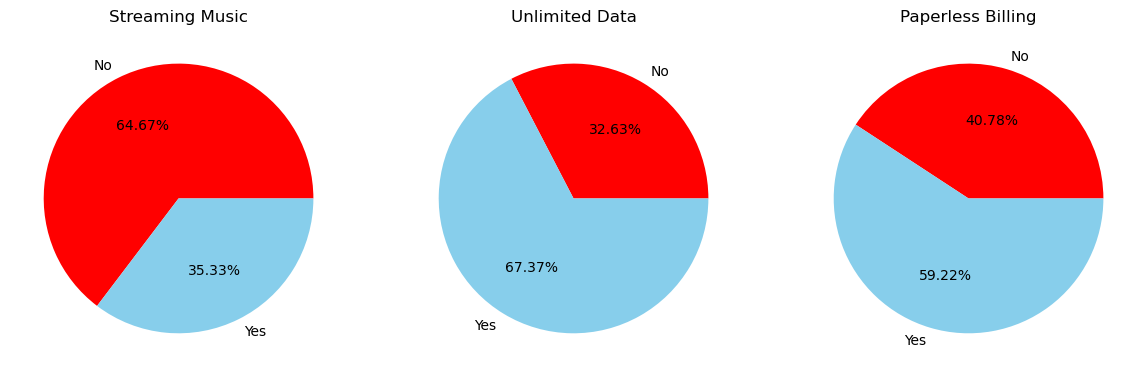 Streaming Music
No
64.67%
35.33%
Yes
Unlimited Data
No
32.63%
67.37%
Yes
Paperless Billing
No
40.78%
59.22%
Yes